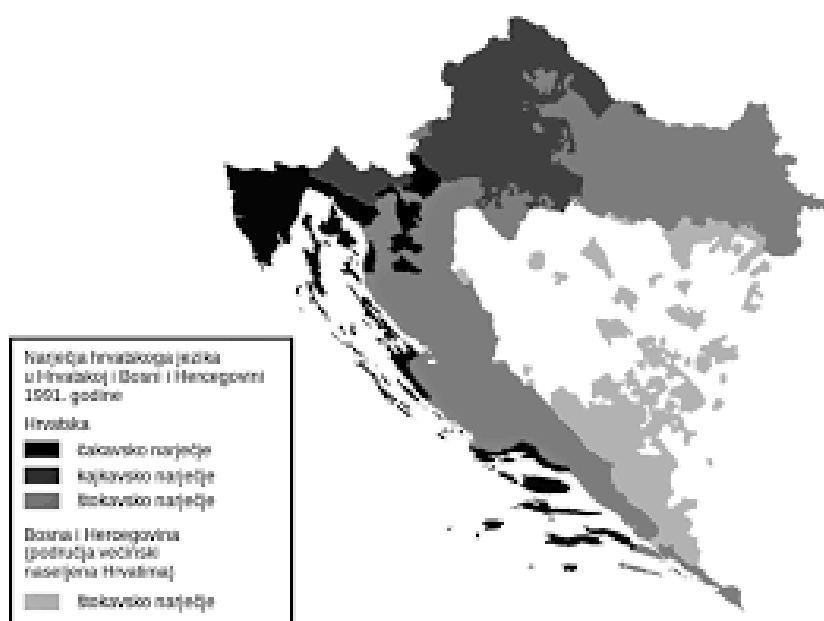 Narječja hrvatskoga jezika
u Hrvatskoj i Bosni i Hercegovini
1991. godine
Hrvatska
čakavsko narječje
kajkavsko narječje
štokavsko narječje
Bosna i Hercegovina
(područja većinski
naseljena Hrvatima)
štokavsko narječje